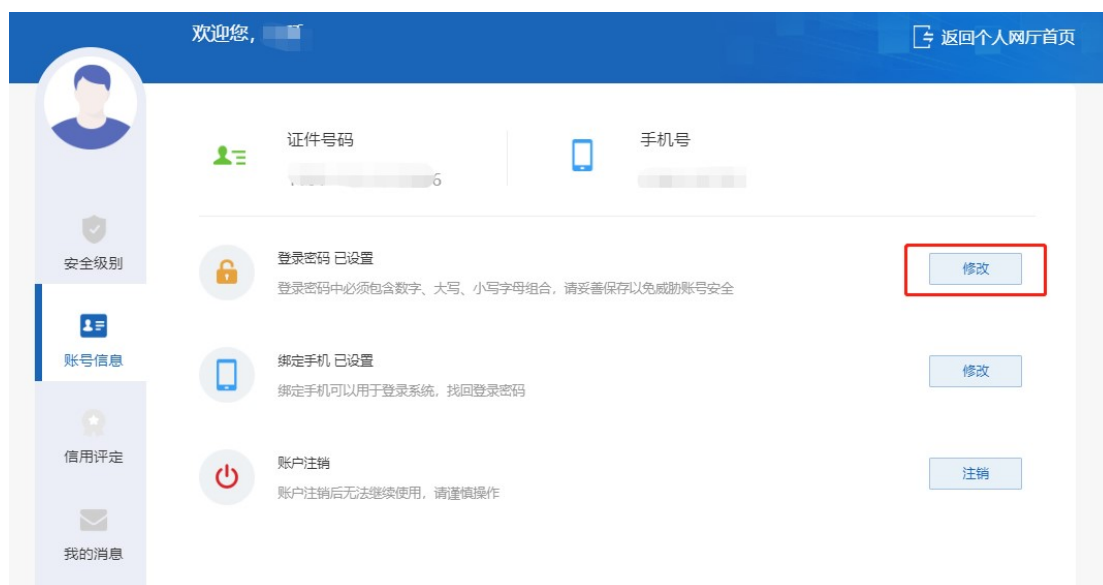 欢迎您,
返回个人网厅首页
证件号码
手机号
6
安全级别
登录密码 已设置
修改
登录密码中必须包含数字、大写、小写字母组合，请妥善保存以免威胁账号安全
账号信息
绑定手机 已设置
修改
绑定手机可以用于登录系统，找回登录密码
信用评定
账户注销
注销
账户注销后无法继续使用，请谨慎操作
我的消息